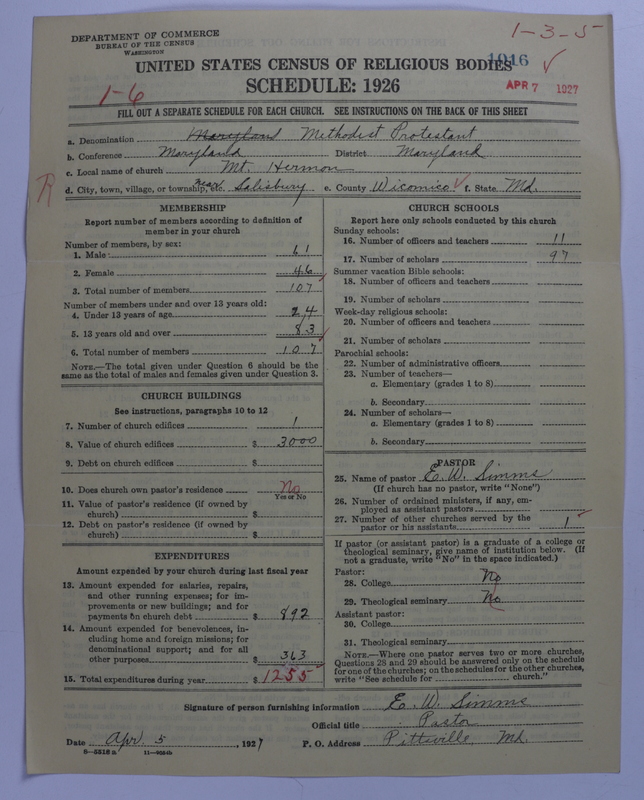 DEPARTMENT OF COMMERCE
BUREAU OF THE CENSUS
WASHINGTON
1-3-5
1916
UNITED STATES CENSUS OF RELIGIOUS BODIES
SCHEDULE: 1926
APR 7 1927
1-6
FILL OUT A SEPARATE SCHEDULE FOR EACH CHURCH. SEE INSTRUCTIONS ON THE BACK OF THIS SHEET
a. Denomination Maryland Methodist Protestant
b. Conference Maryland District Maryland
c. Local name of church Mt. Hermon
R
d. City, town, village, or township, near Salisbury e. County Wicomico f. State Md.
MEMBERSHIP
Report number of members according to definition of
member in your church
Number of members, by sex:
1. Male 61
2. Female 46
3. Total number of members 107
Number of members under and over 13 years old:
4. Under 13 years of age 24
5. 13 years old and over 83
6. Total number of members 107
NOTE.—The total given under Question 6 should be
same as the total of males and females given under Question 3.
CHURCH BUILDINGS
See instructions, paragraphs 10 to 12
7. Number of church edifices 1
8. Value of church edifices $ 3000
9. Debt on church edifices $
10. Does church own pastor's residence No
Yes or No
11. Value of pastor's residence (if owned by
church) $
12. Debt on pastor's residence (if owned by
church) $
EXPENDITURES
Amount expended by your church during last fiscal year
13. Amount expended for salaries, repairs,
and other running expenses; for im-
provements or new buildings; and for
payments on church debt $ 892
14. Amount expended for benevolences, in-
cluding home and foreign missions; for
denominational support; and for all
other purposes $ 363
15. Total expenditures during year $ 1255
CHURCH SCHOOLS
Report here only schools conducted by this church
Sunday schools:
16. Number of officers and teachers 11
17. Number of scholars 97
Summer vacation Bible schools:
18. Number of officers and teachers
19. Number of scholars
Week-day religious schools:
20. Number of officers and teachers
21. Number of scholars
Parochial schools:
22. Number of administrative officers
23. Number of teachers—
a. Elementary (grades 1 to 8)
b. Secondary
24. Number of scholars—
a. Elementary (grades 1 to 8)
b. Secondary
PASTOR
25. Name of pastor E. W. Simms
(If church has no pastor, write "None")
26. Number of ordained ministers, if any, em-
ployed as assistant pastors
27. Number of other churches served by the
pastor or his assistants 1
If pastor (or assistant pastor) is a graduate of a college or
theological seminary, give name of institution below. (If
not a graduate, write "No" in the space indicated.)
Pastor:
28. College No
29. Theological seminary No
Assistant pastor:
30. College
31. Theological seminary
NOTE.—Where one pastor serves two or more churches,
Questions 28 and 29 should be answered only on the schedule
for one of the churches; on the schedules for the other churches,
write "See schedule for church."
Signature of person furnishing information E. W. Simms
Official title Pastor
Date Apr. 5, 1927 P. O. Address Pittsville, Md.